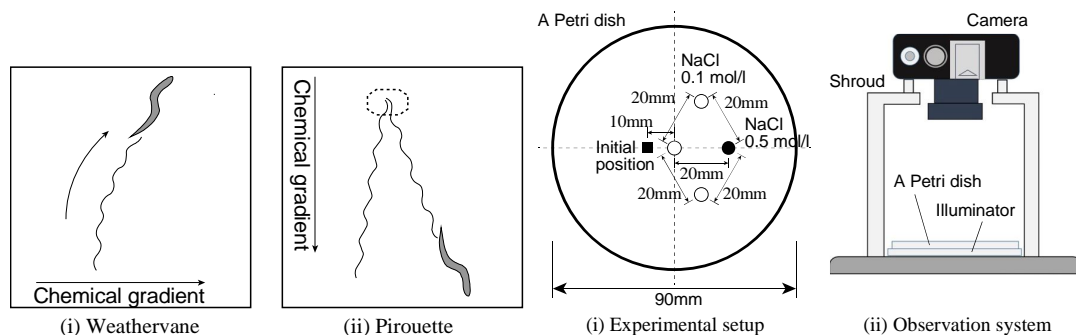 Chemical gradient
(i) Weathervane
Chemical gradient
(ii) Pirouette
A Petri dish
NaCl
0.1 mol/l
20mm
20mm
10mm
NaCl
0.5 mol/l
Initial
position
20mm
20mm
20mm
90mm
(i) Experimental setup
Camera
Shroud
A Petri dish
Illuminator
(ii) Observation system